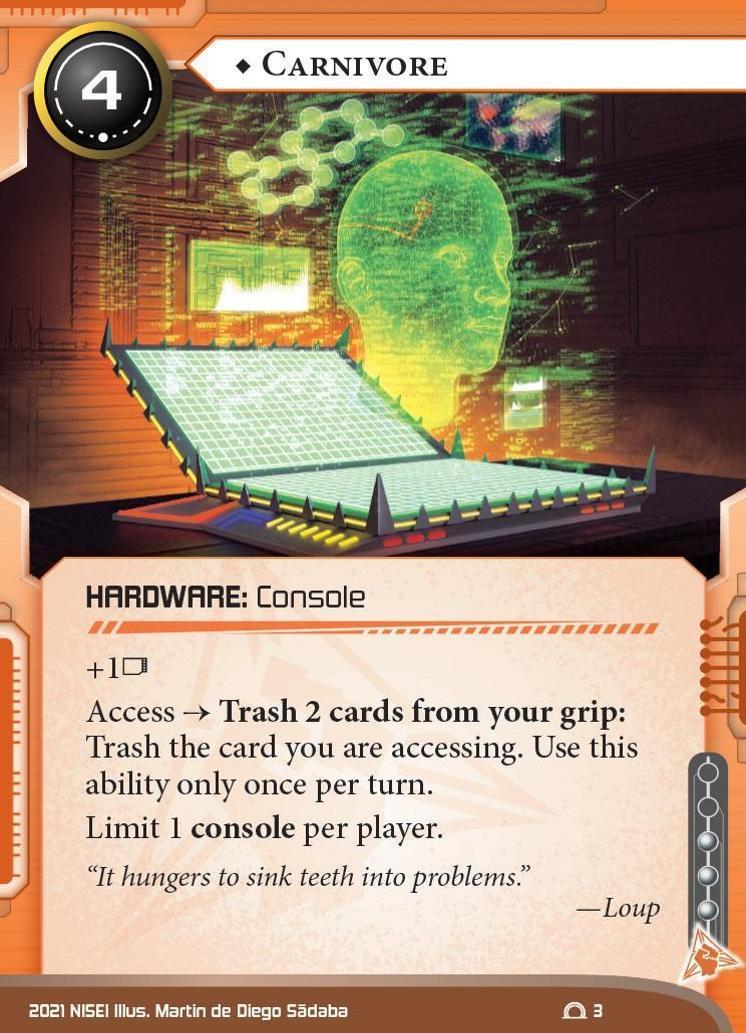 4
◆ CARNIVORE
HARDWARE: Console
+1
Access → Trash 2 cards from your grip:
Trash the card you are accessing. Use this
ability only once per turn.
Limit 1 console per player.
“It hungers to sink teeth into problems.”
—Loup
2021 NISEI Illus. Martin de Diego Sādaba
3